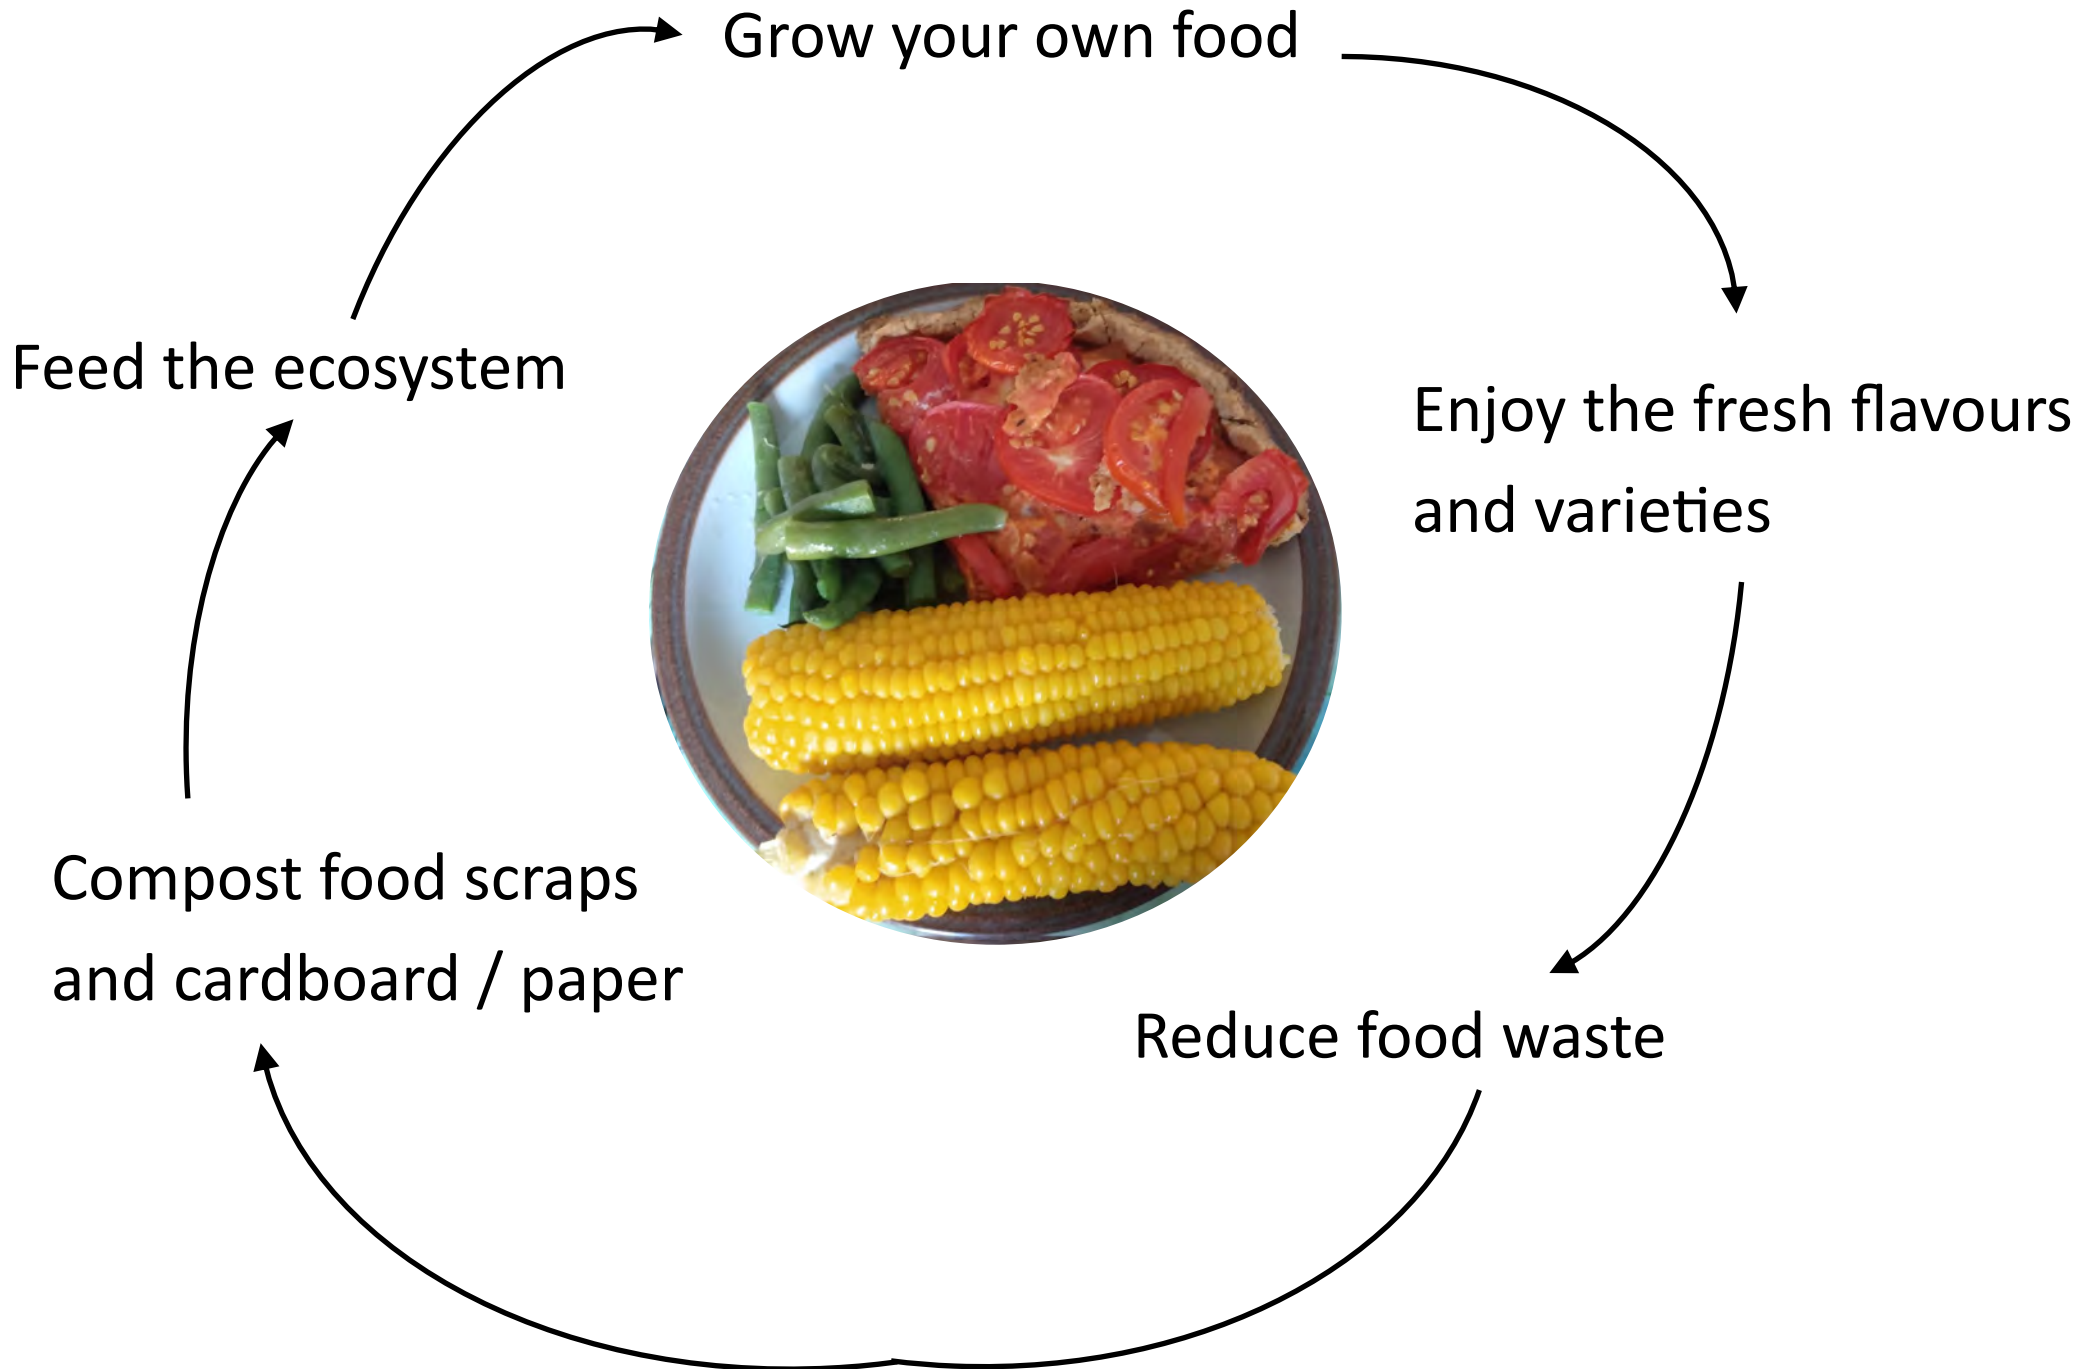 Grow your own food
Enjoy the fresh flavours
and varieties
Reduce food waste
Compost food scraps
and cardboard / paper
Feed the ecosystem